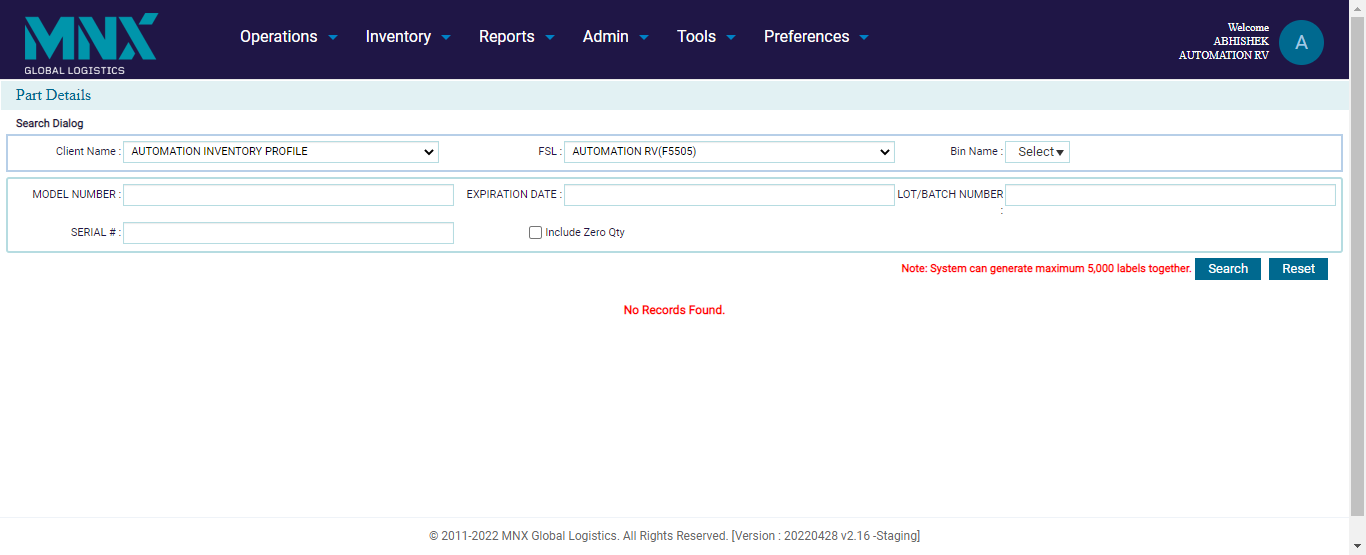 MNX
GLOBAL LOGISTICS
Operations Inventory Reports Admin Tools Preferences
Welcome
ABHISHEK
AUTOMATION RV
A
Part Details
Search Dialog
Client Name : AUTOMATION INVENTORY PROFILE FSL : AUTOMATION RV(F5505) Bin Name : Select
MODEL NUMBER : EXPIRATION DATE : LOT/BATCH NUMBER
:
SERIAL # : Include Zero Qty
Note: System can generate maximum 5,000 labels together. Search Reset
No Records Found.
© 2011-2022 MNX Global Logistics. All Rights Reserved. [Version : 20220428 v2.16 -Staging]